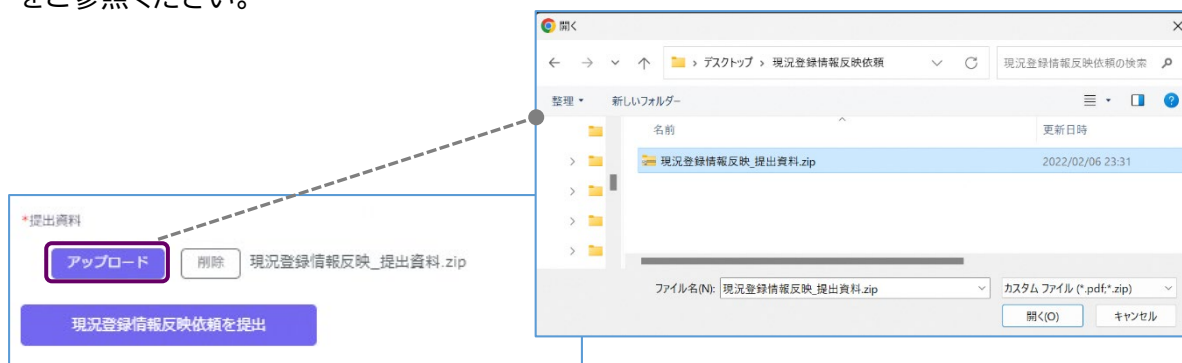 をご参照ください。
開く
デスクトップ › 現況登録情報反映依頼
現況登録情報反映依頼の検索
整理
新しいフォルダー
名前
更新日時
現況登録情報反映_提出資料.zip
2022/02/06 23:31
ファイル名(N):
現況登録情報反映_提出資料.zip
カスタム ファイル (*.pdf;*.zip)
開く(O)
キャンセル
*提出資料
アップロード
削除
現況登録情報反映_提出資料.zip
現況登録情報反映依頼を提出